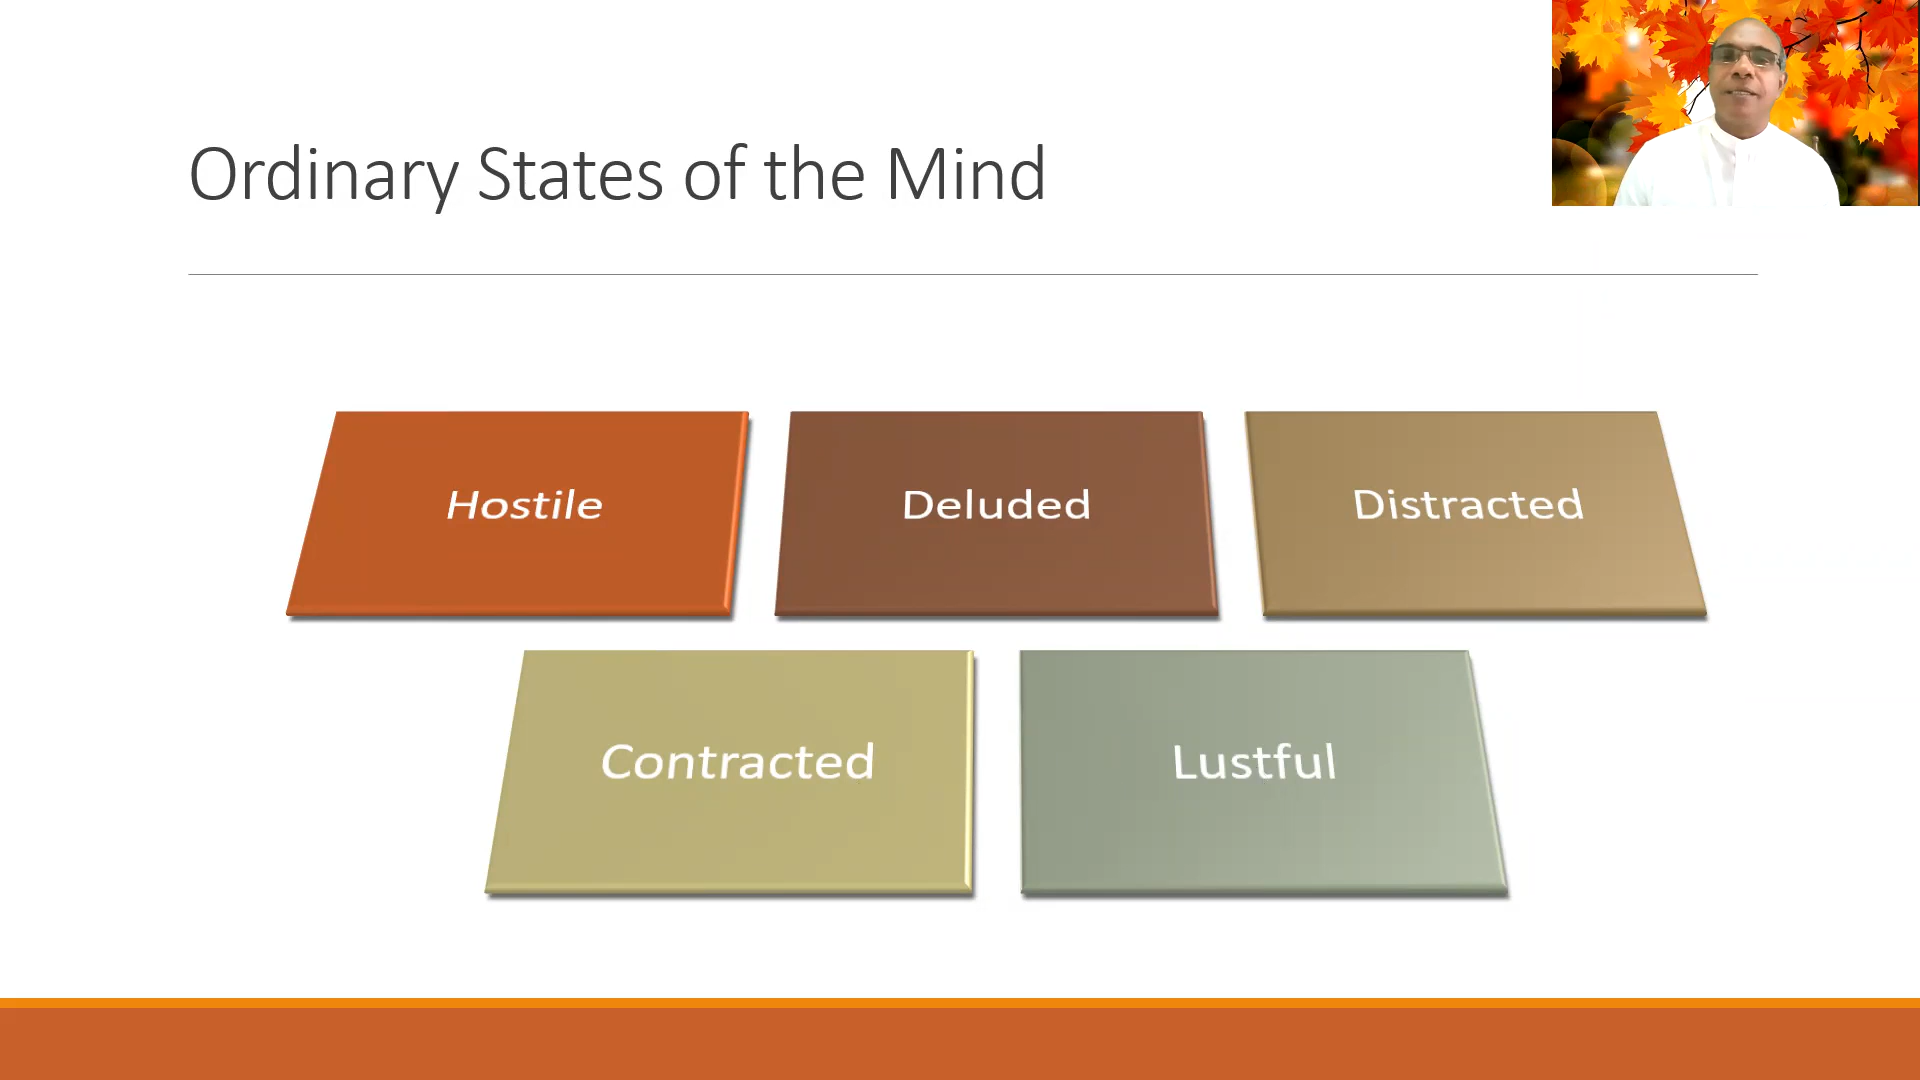 Ordinary States of the Mind
Hostile
Deluded
Distracted
Contracted
Lustful